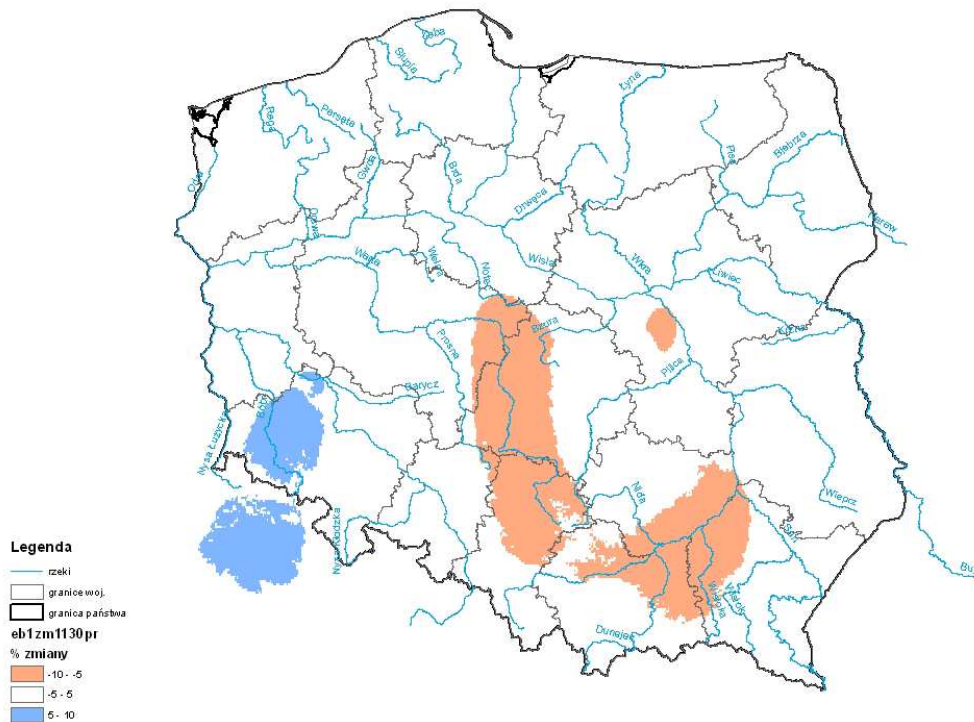 Łeba
Słupia
Łyna
Rega
Parsęta
Pisa
Biebrza
Gwda
Brda
Odra
Drwęca
Drawa
Narew
Wkra
Wełna
Warta
Wisła
Liwiec
Noteć
Bzura
Prosna
Pilica
Barycz
Bóbr
Nysa Łużycka
Nida
Wieprz
San
Nysa Kłodzka
Wisłoka
Wisłok
Dunajec
Bug
Legenda
rzeki
granice woj.
granica państwa
eb1zm1130pr
% zmiany
-10 - -5
-5 - 5
5 - 10